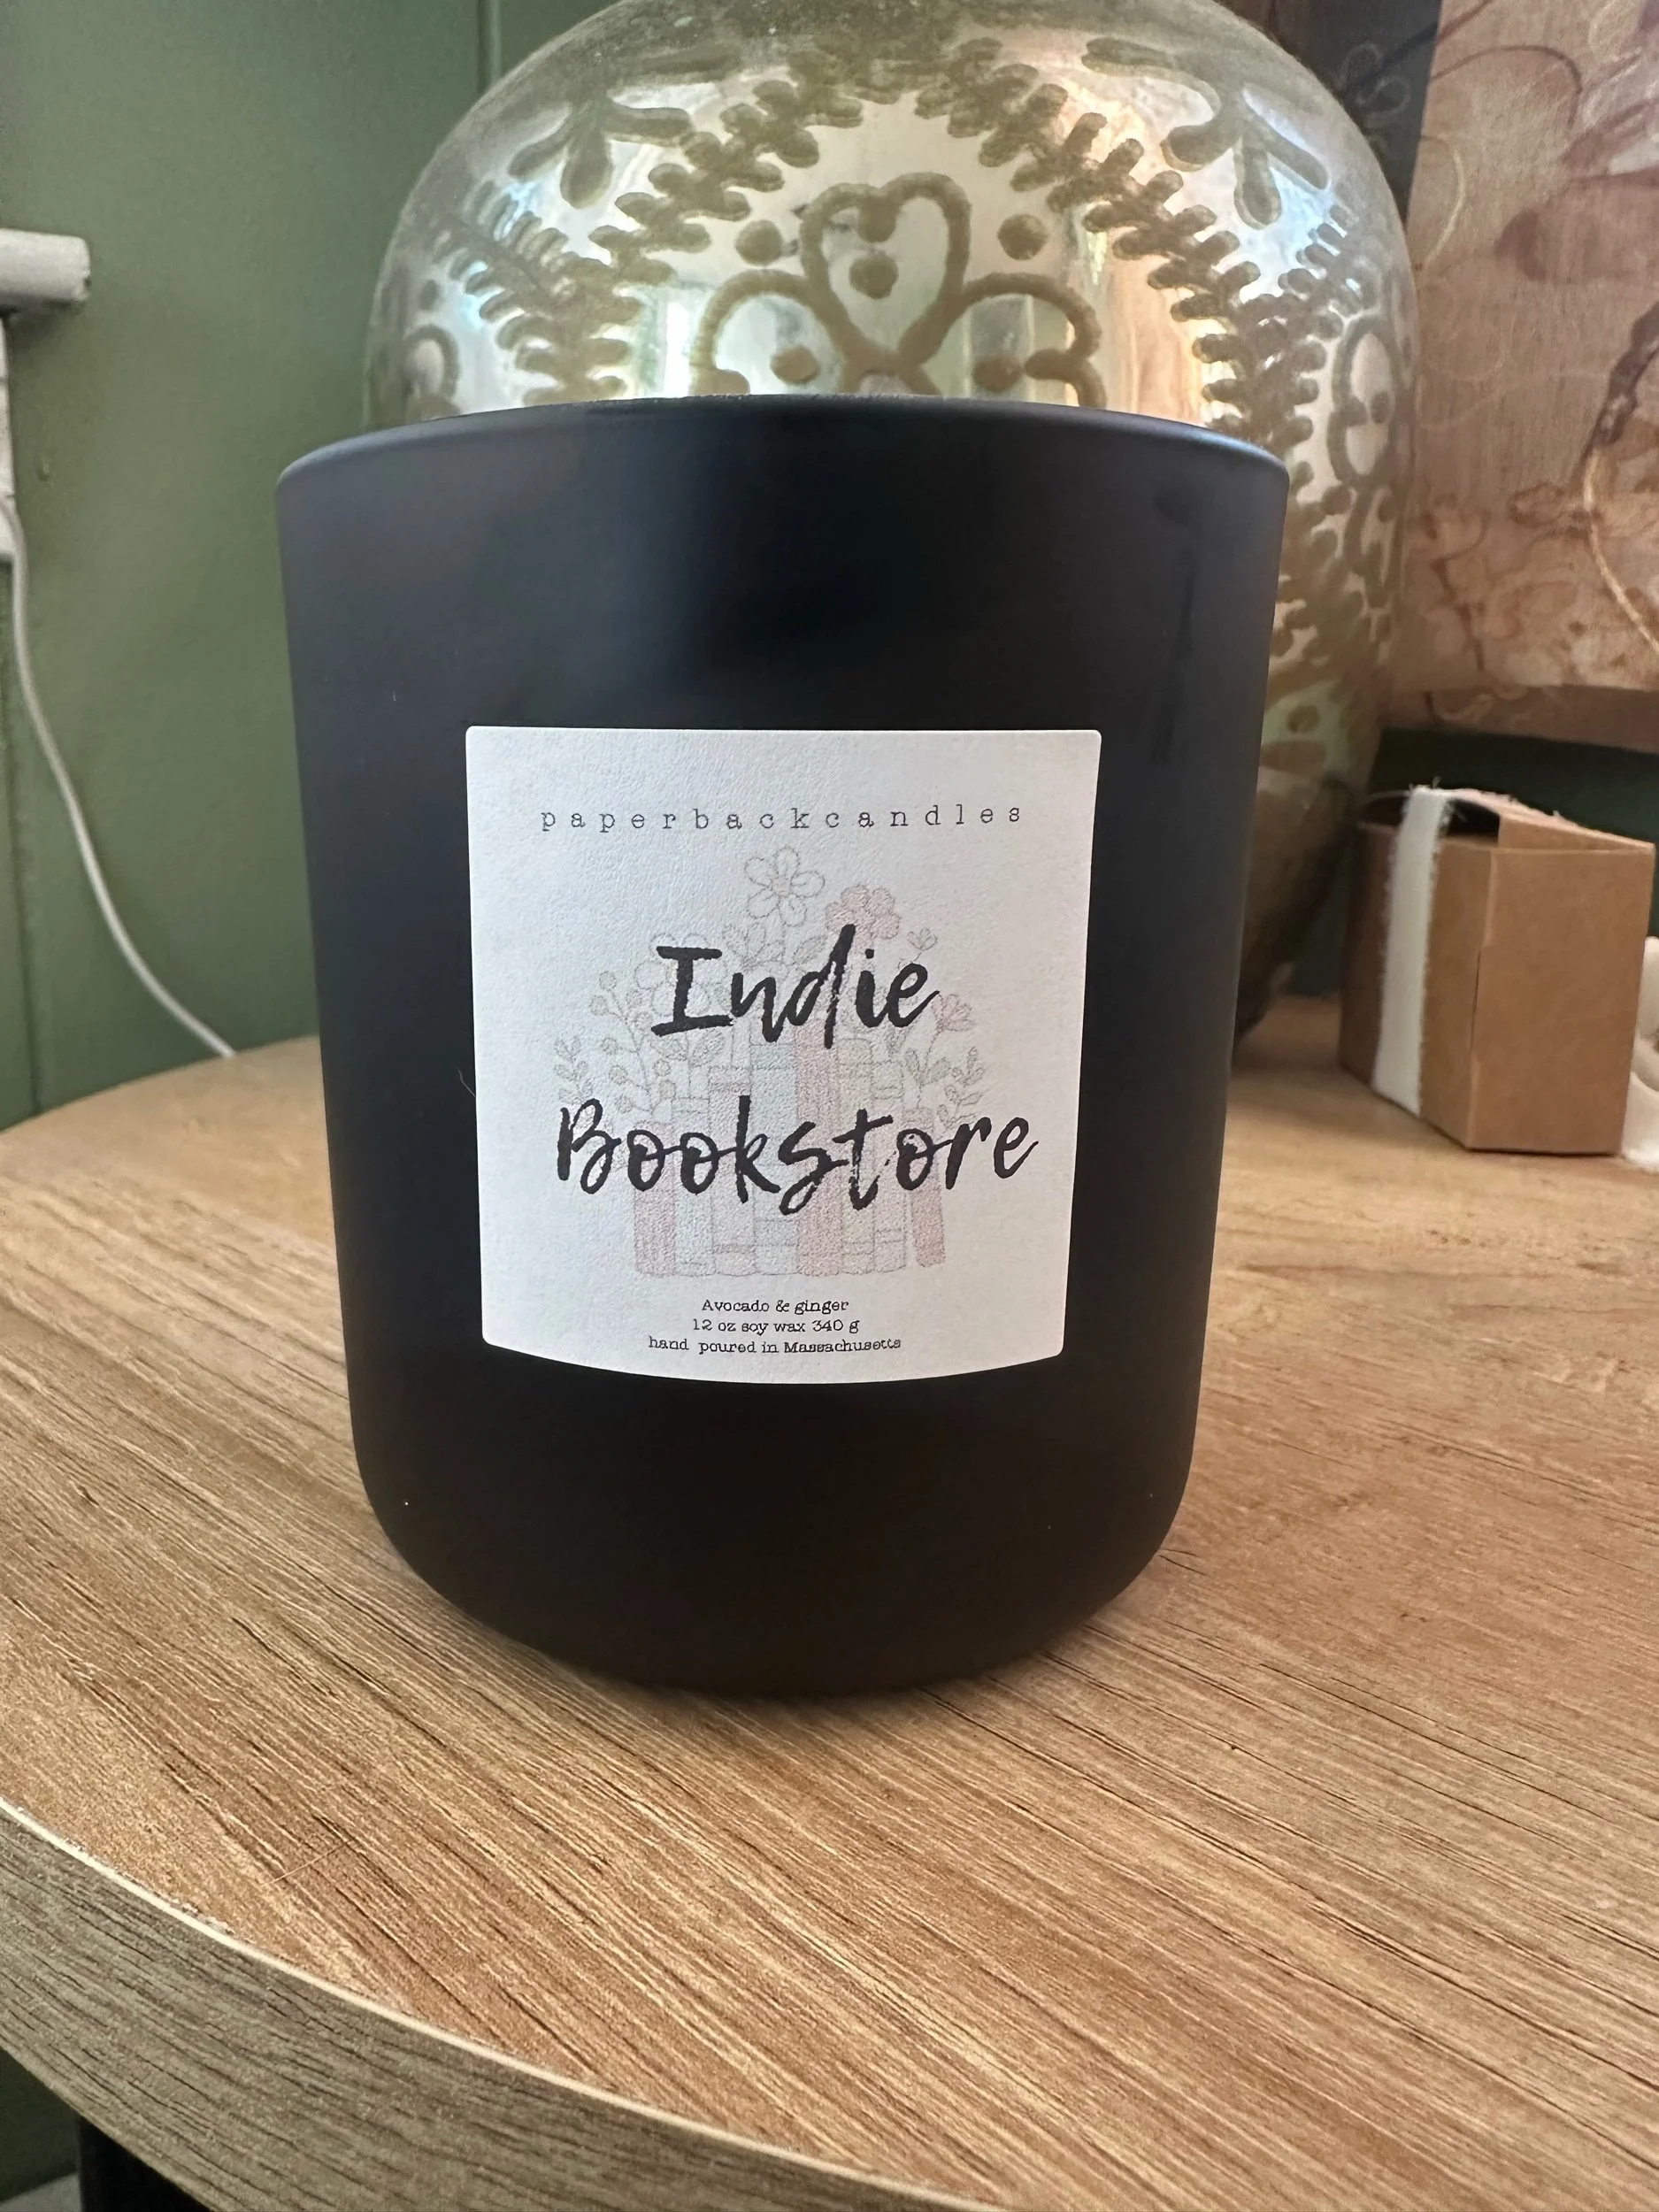 paperbackcandles
Indie
Bookstore
Avocado & ginger
12 oz soy wax 340 g
hand poured in Massachusetts